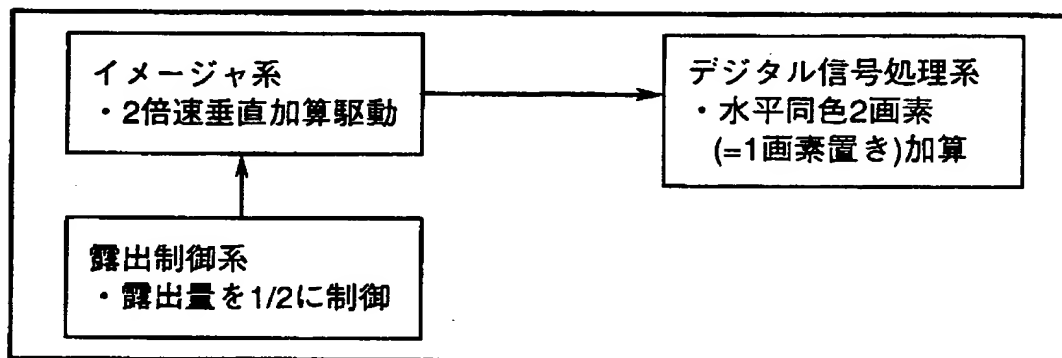 イメージャ系
・2倍速垂直加算駆動
デジタル信号処理系
・水平同色2画素
(=1画素置き)加算
露出制御系
・露出量を1/2に制御